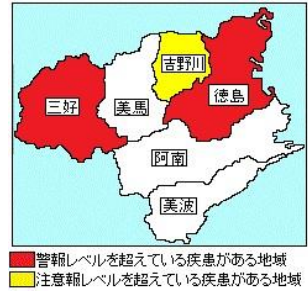 吉野川
徳島
三好
美馬
阿南
美波
警報レベルを超えている疾患がある地域
注意報レベルを超えている疾患がある地域